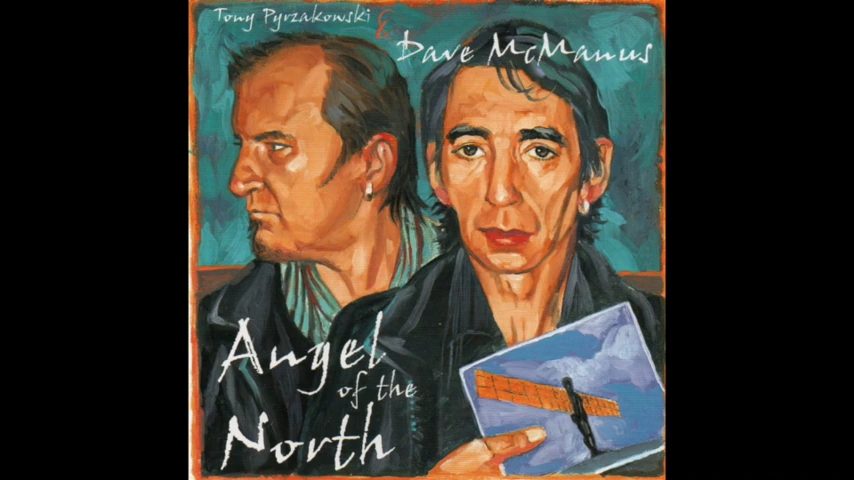 Tony Pyrzakowski
&
Dave McManus
Angel
of the
North